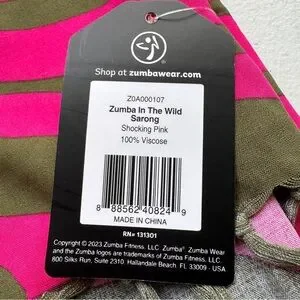 Shop at zumbawear.com
Z0A000107
Zumba In The Wild
Sarong
Shocking Pink
100% Viscose
8 88562 40824 9
MADE IN CHINA
RN# 131301
Copyright © 2023 Zumba Fitness, LLC. Zumba®, Zumba Wear
and the Zumba logos are trademarks of Zumba Fitness, LLC.
800 Silks Run, Suite 2310. Hallandale Beach, FL 33009 · USA